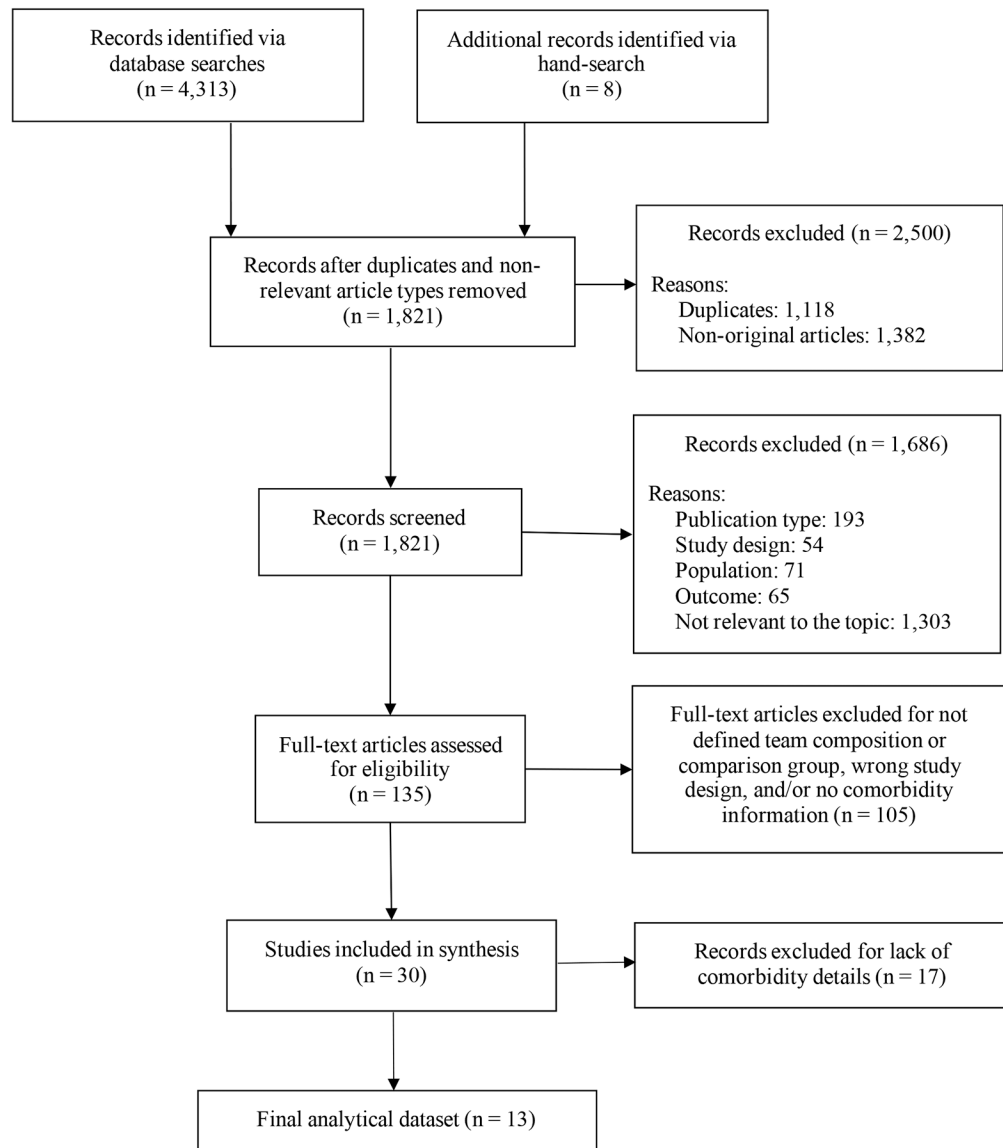 Records identified via
database searches
(n = 4,313)
Additional records identified via
hand-search
(n = 8)
Records after duplicates and non-
relevant article types removed
(n = 1,821)
Records excluded (n = 2,500)
Reasons:
Duplicates: 1,118
Non-original articles: 1,382
Records screened
(n = 1,821)
Records excluded (n = 1,686)
Reasons:
Publication type: 193
Study design: 54
Population: 71
Outcome: 65
Not relevant to the topic: 1,303
Full-text articles assessed
for eligibility
(n = 135)
Full-text articles excluded for not
defined team composition or
comparison group, wrong study
design, and/or no comorbidity
information (n = 105)
Studies included in synthesis
(n = 30)
Records excluded for lack of
comorbidity details (n = 17)
Final analytical dataset (n = 13)